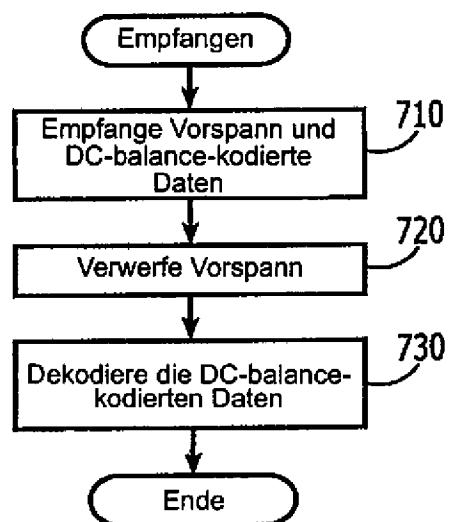 Empfangen
710
Empfange Vorspann und
DC-balance-kodierte
Daten
720
Verwerfe Vorspann
730
Dekodiere die DC-balance-
kodierten Daten
Ende